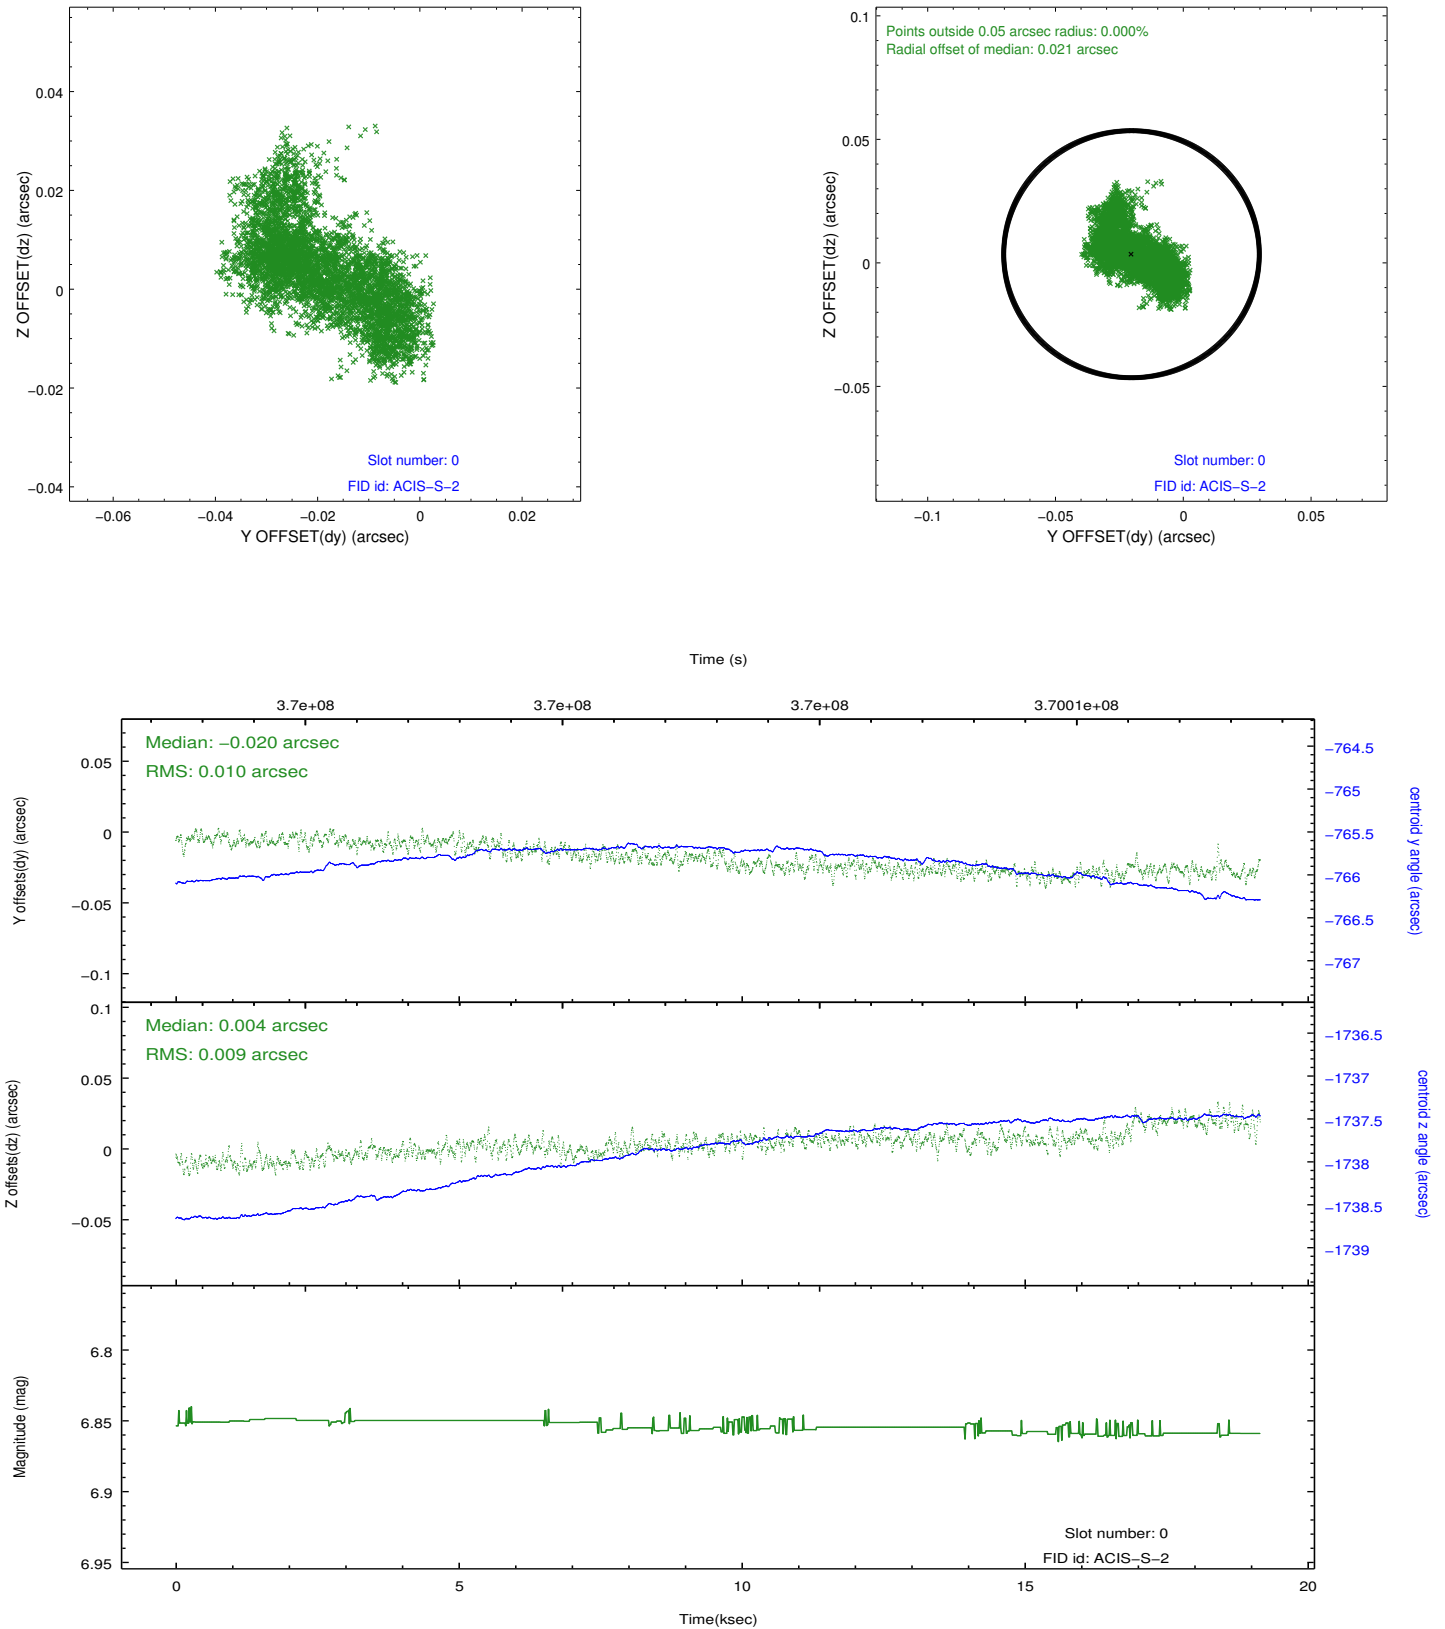 0.04
0.02
0
−0.02
−0.04
Z OFFSET(dz) (arcsec)
Slot number: 0
FID id: ACIS−S−2
−0.06
−0.04
−0.02
0
0.02
Y OFFSET(dy) (arcsec)
Points outside 0.05 arcsec radius: 0.000%
Radial offset of median: 0.021 arcsec
0.1
0.05
0
−0.05
Z OFFSET(dz) (arcsec)
Slot number: 0
FID id: ACIS−S−2
−0.1
−0.05
0
0.05
Y OFFSET(dy) (arcsec)
Time (s)
3.7e+08
3.7e+08
3.7e+08
3.7001e+08
Median: −0.020 arcsec
RMS: 0.010 arcsec
0.05
0
−0.05
−0.1
Y offsets(dy) (arcsec)
−764.5
−765
−765.5
−766
−766.5
−767
centroid y angle (arcsec)
Median: 0.004 arcsec
RMS: 0.009 arcsec
0.1
0.05
0
−0.05
Z offsets(dz) (arcsec)
−1736.5
−1737
−1737.5
−1738
−1738.5
−1739
centroid z angle (arcsec)
6.8
6.85
6.9
6.95
Magnitude (mag)
Slot number: 0
FID id: ACIS−S−2
0
5
10
15
20
Time(ksec)